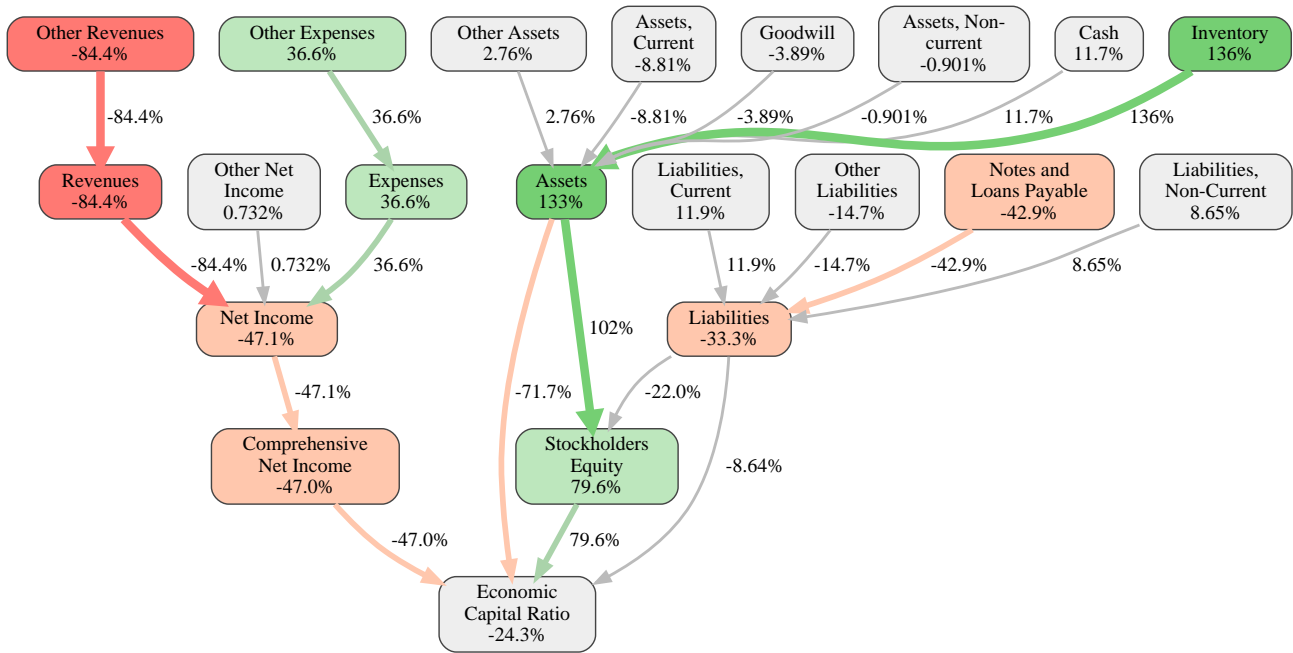 Other Revenues
-84.4%
Other Expenses
36.6%
Other Assets
2.76%
Assets,
Current
-8.81%
Goodwill
-3.89%
Assets, Non-
current
-0.901%
Cash
11.7%
Inventory
136%
-84.4%
36.6%
2.76%
-8.81%
-3.89%
-0.901%
11.7%
136%
Revenues
-84.4%
Other Net
Income
0.732%
Expenses
36.6%
Assets
133%
Liabilities,
Current
11.9%
Other
Liabilities
-14.7%
Notes and
Loans Payable
-42.9%
Liabilities,
Non-Current
8.65%
-84.4%
0.732%
36.6%
11.9%
-14.7%
-42.9%
8.65%
Net Income
-47.1%
102%
Liabilities
-33.3%
-47.1%
-71.7%
-22.0%
Comprehensive
Net Income
-47.0%
Stockholders
Equity
79.6%
-8.64%
-47.0%
79.6%
Economic
Capital Ratio
-24.3%